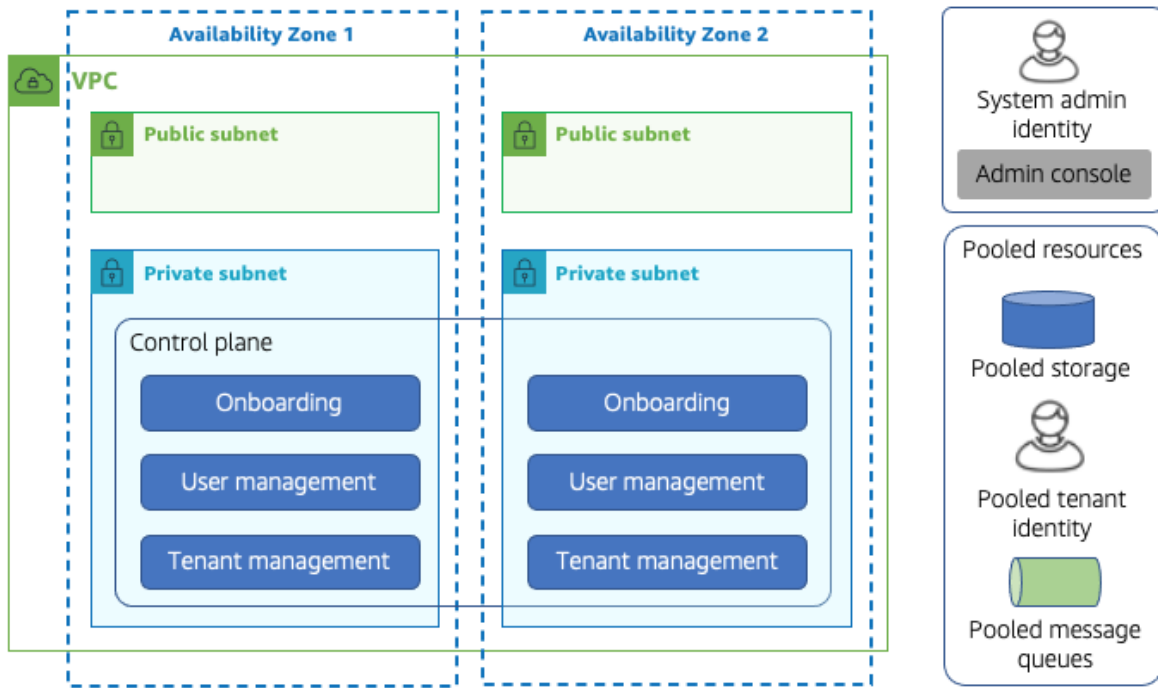 Availability Zone 1
Availability Zone 2
VPC
Public subnet
Public subnet
Private subnet
Private subnet
Control plane
Onboarding
Onboarding
User management
User management
Tenant management
Tenant management
System admin
identity
Admin console
Pooled resources
Pooled storage
Pooled tenant
identity
Pooled message
queues